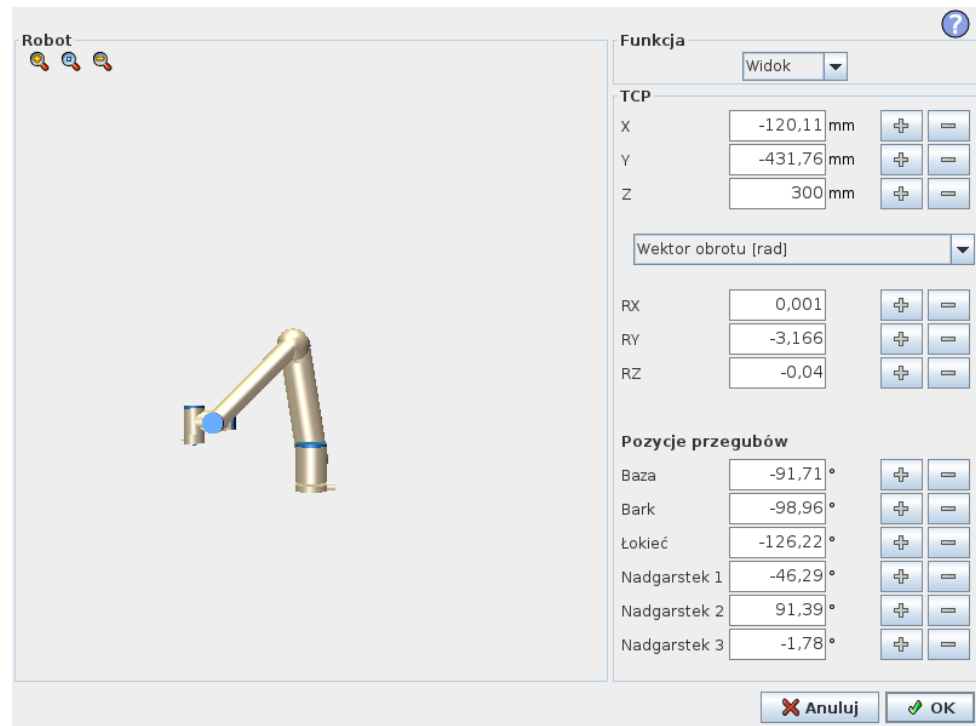 Robot
Funkcja
Widok
TCP
X -120,11 mm
Y -431,76 mm
Z 300 mm
Wektor obrotu [rad]
RX 0,001
RY -3,166
RZ -0,04
Pozycje przegubów
Baza -91,71 °
Bark -98,96 °
Łokieć -126,22 °
Nadgarstek 1 -46,29 °
Nadgarstek 2 91,39 °
Nadgarstek 3 -1,78 °
Anuluj OK